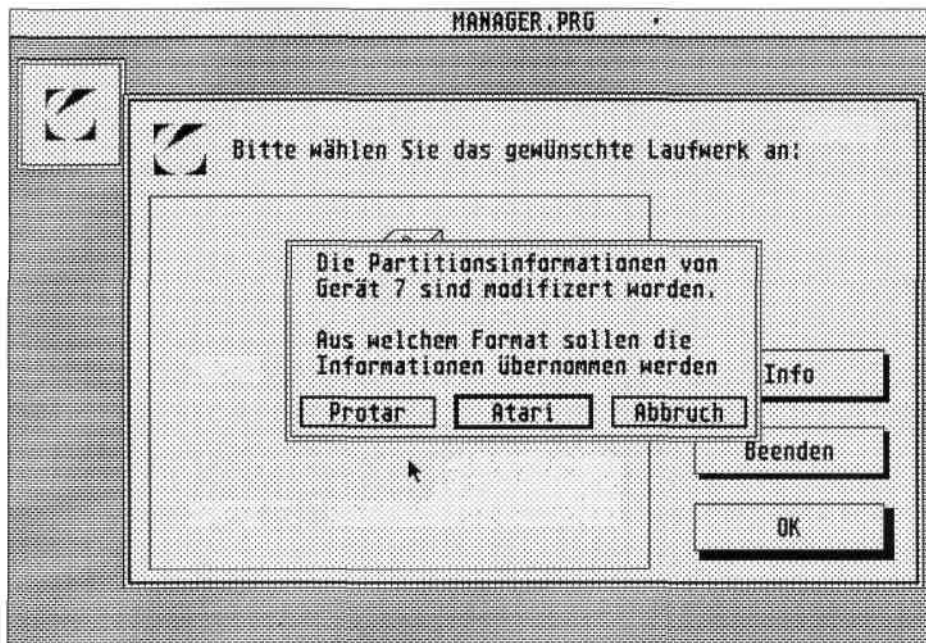 MANAGER.PRG
Bitte wählen Sie das gewünschte Laufwerk an:
Die Partitionsinformationen von
Gerät 7 sind modifizert worden.
Aus welchem Format sollen die
Informationen übernommen werden
Protar Atari Abbruch
Info
Beenden
OK